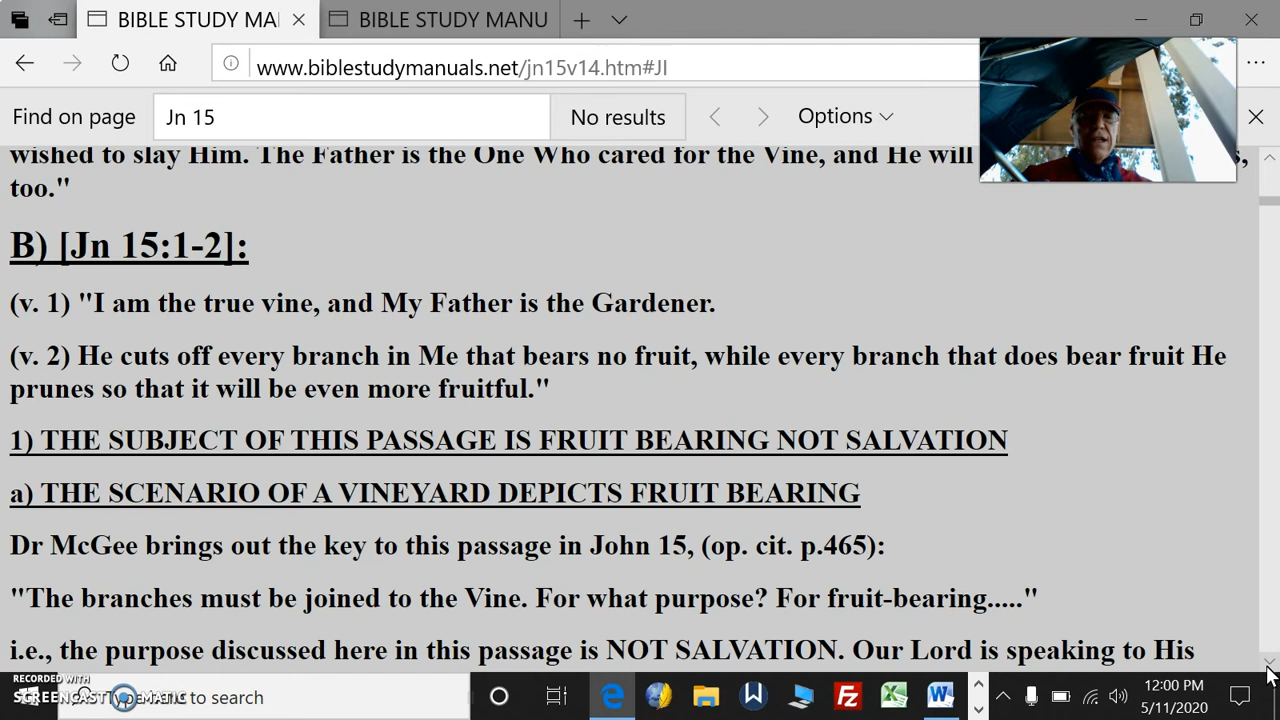 BIBLE STUDY MA
BIBLE STUDY MANU
www.biblestudymanuals.net/jn15v14.htm#JI
Find on page
Jn 15
No results
Options
wished to slay Him. The Father is the One Who cared for the Vine, and He will
too."
B) [Jn 15:1-2]:
(v. 1) "I am the true vine, and My Father is the Gardener.
(v. 2) He cuts off every branch in Me that bears no fruit, while every branch that does bear fruit He
prunes so that it will be even more fruitful."
1) THE SUBJECT OF THIS PASSAGE IS FRUIT BEARING NOT SALVATION
a) THE SCENARIO OF A VINEYARD DEPICTS FRUIT BEARING
Dr McGee brings out the key to this passage in John 15, (op. cit. p.465):
"The branches must be joined to the Vine. For what purpose? For fruit-bearing....."
i.e., the purpose discussed here in this passage is NOT SALVATION. Our Lord is speaking to His
RECORDED WITH
SCREENCAST MATIC
Type here to search
12:00 PM
5/11/2020